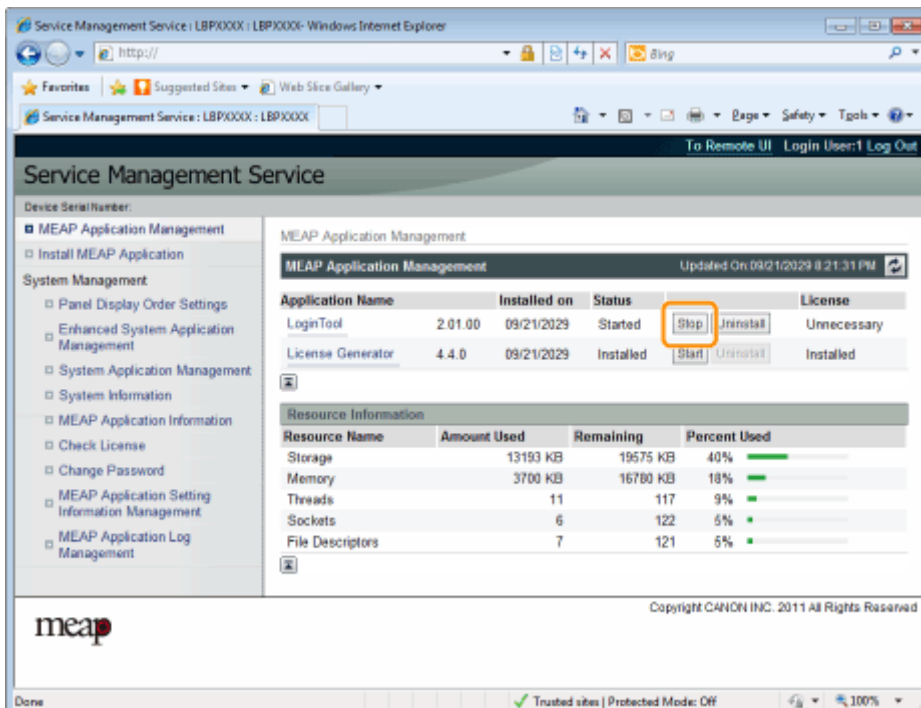 Service Management Service : LBPXXXX : LBPXXXX- Windows Internet Explorer
http://
Bing
Favorites Suggested Sites Web Slice Gallery
Service Management Service : LBPXXXX : LBPXXXX
Page Safety Tools
To Remote UI Login User:1 Log Out
Service Management Service
Device Serial Number:
MEAP Application Management
Install MEAP Application
System Management
Panel Display Order Settings
Enhanced System Application
Management
System Application Management
System Information
MEAP Application Information
Check License
Change Password
MEAP Application Setting
Information Management
MEAP Application Log
Management
MEAP Application Management
MEAP Application Management Updated On:09/21/2029 8:21:31 PM
Application Name Installed on Status License
LoginTool 2.01.00 09/21/2029 Started Stop Uninstall Unnecessary
License Generator 4.4.0 09/21/2029 Installed Start Uninstall Installed
Resource Information
Resource Name Amount Used Remaining Percent Used
Storage 13193 KB 19575 KB 40%
Memory 3700 KB 16780 KB 18%
Threads 11 117 9%
Sockets 6 122 5%
File Descriptors 7 121 6%
Copyright CANON INC. 2011 All Rights Reserved
meap
Done Trusted sites | Protected Mode: Off 100%